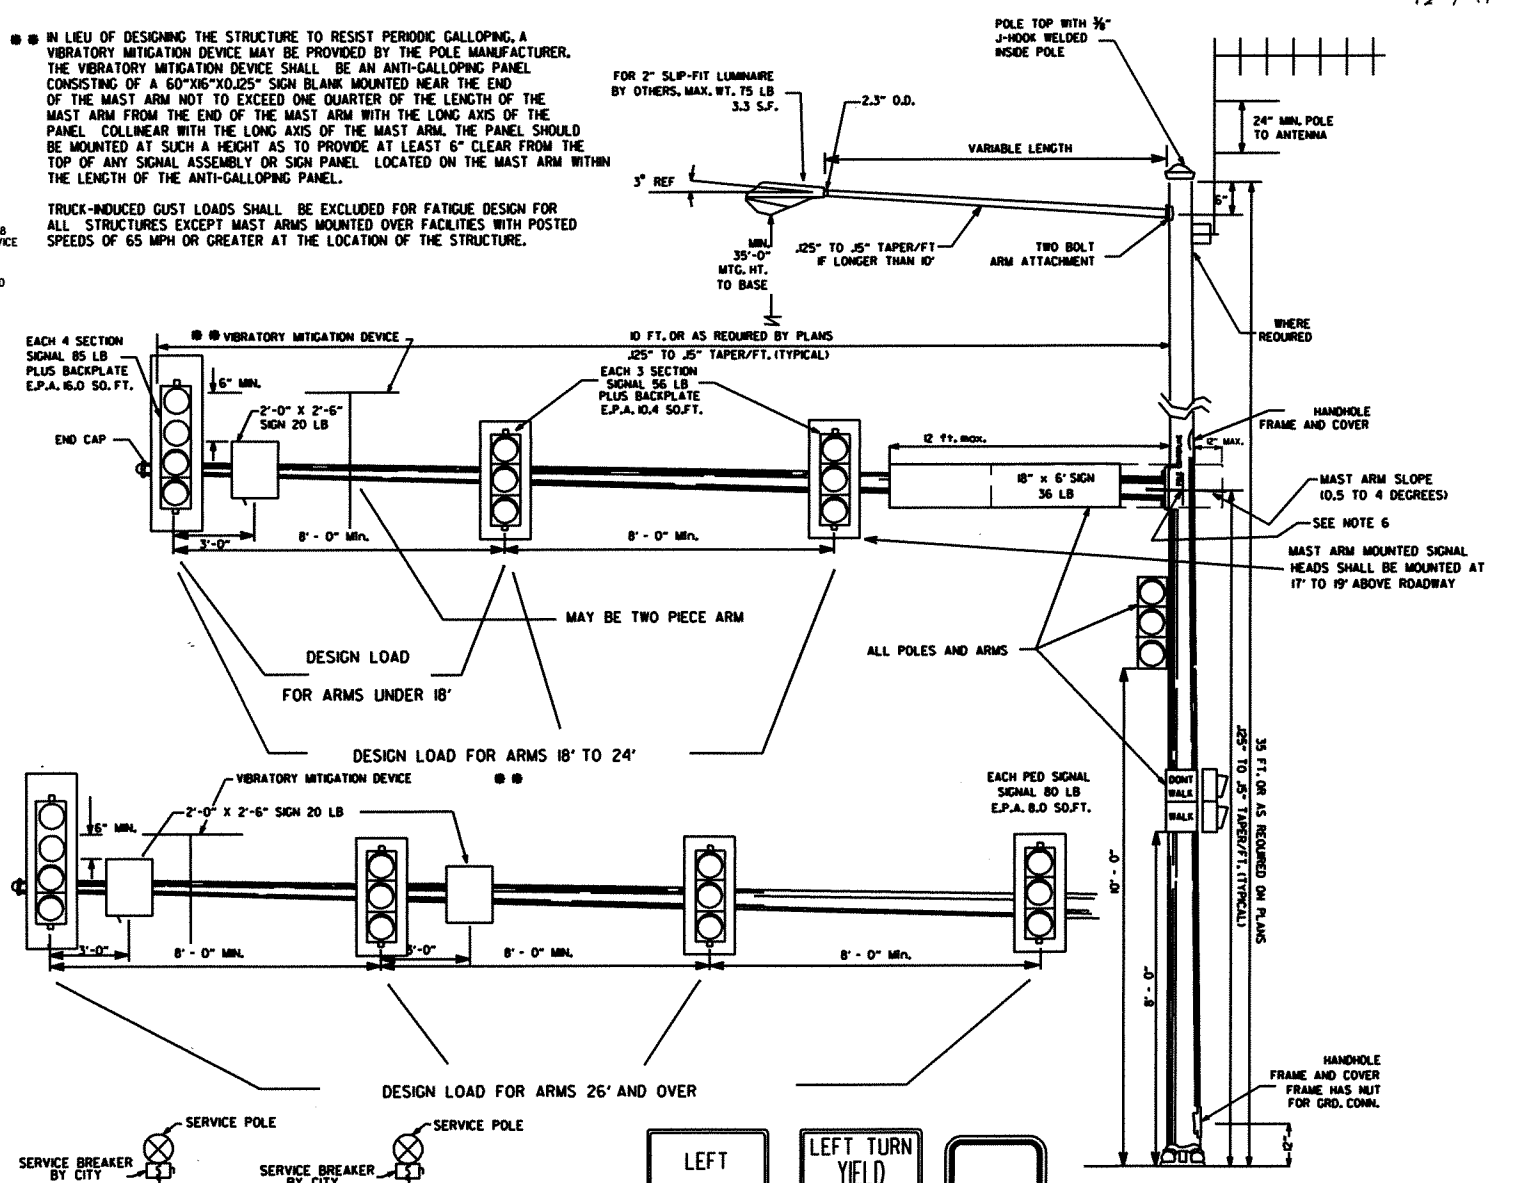 ** IN LIEU OF DESIGNING THE STRUCTURE TO RESIST PERIODIC GALLOPING, A
VIBRATORY MITIGATION DEVICE MAY BE PROVIDED BY THE POLE MANUFACTURER.
THE VIBRATORY MITIGATION DEVICE SHALL BE AN ANTI-GALLOPING PANEL
CONSISTING OF A 60"X16"X0.125" SIGN BLANK MOUNTED NEAR THE END
OF THE MAST ARM NOT TO EXCEED ONE QUARTER OF THE LENGTH OF THE
MAST ARM FROM THE END OF THE MAST ARM WITH THE LONG AXIS OF THE
PANEL COLLINEAR WITH THE LONG AXIS OF THE MAST ARM. THE PANEL SHOULD
BE MOUNTED AT SUCH A HEIGHT AS TO PROVIDE AT LEAST 6" CLEAR FROM THE
TOP OF ANY SIGNAL ASSEMBLY OR SIGN PANEL LOCATED ON THE MAST ARM WITHIN
THE LENGTH OF THE ANTI-GALLOPING PANEL.
TRUCK-INDUCED GUST LOADS SHALL BE EXCLUDED FOR FATIGUE DESIGN FOR
ALL STRUCTURES EXCEPT MAST ARMS MOUNTED OVER FACILITIES WITH POSTED
SPEEDS OF 65 MPH OR GREATER AT THE LOCATION OF THE STRUCTURE.
POLE TOP WITH 3/8"
J-HOOK WELDED
INSIDE POLE
FOR 2" SLIP-FIT LUMINAIRE
BY OTHERS, MAX. WT. 75 LB
3.3 S.F.
2.3" O.D.
24" MIN. POLE
TO ANTENNA
VARIABLE LENGTH
3° REF
6"
MIN.
35'-0"
MTG. HT.
TO BASE
.125" TO .15" TAPER/FT
IF LONGER THAN 10'
TWO BOLT
ARM ATTACHMENT
WHERE
REQUIRED
EACH 4 SECTION
SIGNAL 85 LB
PLUS BACKPLATE
E.P.A. 16.0 SQ. FT.
** VIBRATORY MITIGATION DEVICE
10 FT. OR AS REQUIRED BY PLANS
.125" TO .15" TAPER/FT. (TYPICAL)
EACH 3 SECTION
SIGNAL 56 LB
PLUS BACKPLATE
E.P.A. 10.4 SQ.FT.
6" MIN.
2'-0" X 2'-6"
SIGN 20 LB
END CAP
HANDHOLE
FRAME AND COVER
12 ft. max.
12" MAX.
18" x 6' SIGN
36 LB
MAST ARM SLOPE
(0.5 TO 4 DEGREES)
SEE NOTE 6
3'-0"
8' - 0" Min.
8' - 0" Min.
MAST ARM MOUNTED SIGNAL
HEADS SHALL BE MOUNTED AT
17' TO 19' ABOVE ROADWAY
MAY BE TWO PIECE ARM
DESIGN LOAD
FOR ARMS UNDER 18'
ALL POLES AND ARMS
DESIGN LOAD FOR ARMS 18' TO 24'
VIBRATORY MITIGATION DEVICE **
2'-0" X 2'-6" SIGN 20 LB
6" MIN.
EACH PED SIGNAL
SIGNAL 80 LB
E.P.A. 8.0 SQ.FT.
DONT
WALK
WALK
35 FT. OR AS REQUIRED ON PLANS
.125" TO .15" TAPER/FT. (TYPICAL)
10' - 0"
8' - 0"
3'-0"
8' - 0" MIN.
3'-0"
8' - 0" MIN.
8' - 0" Min.
DESIGN LOAD FOR ARMS 26' AND OVER
HANDHOLE
FRAME AND COVER
FRAME HAS NUT
FOR GRD. CONN.
12"
SERVICE POLE
SERVICE BREAKER
BY CITY
SERVICE POLE
SERVICE BREAKER
BY CITY
LEFT
LEFT TURN
YIELD